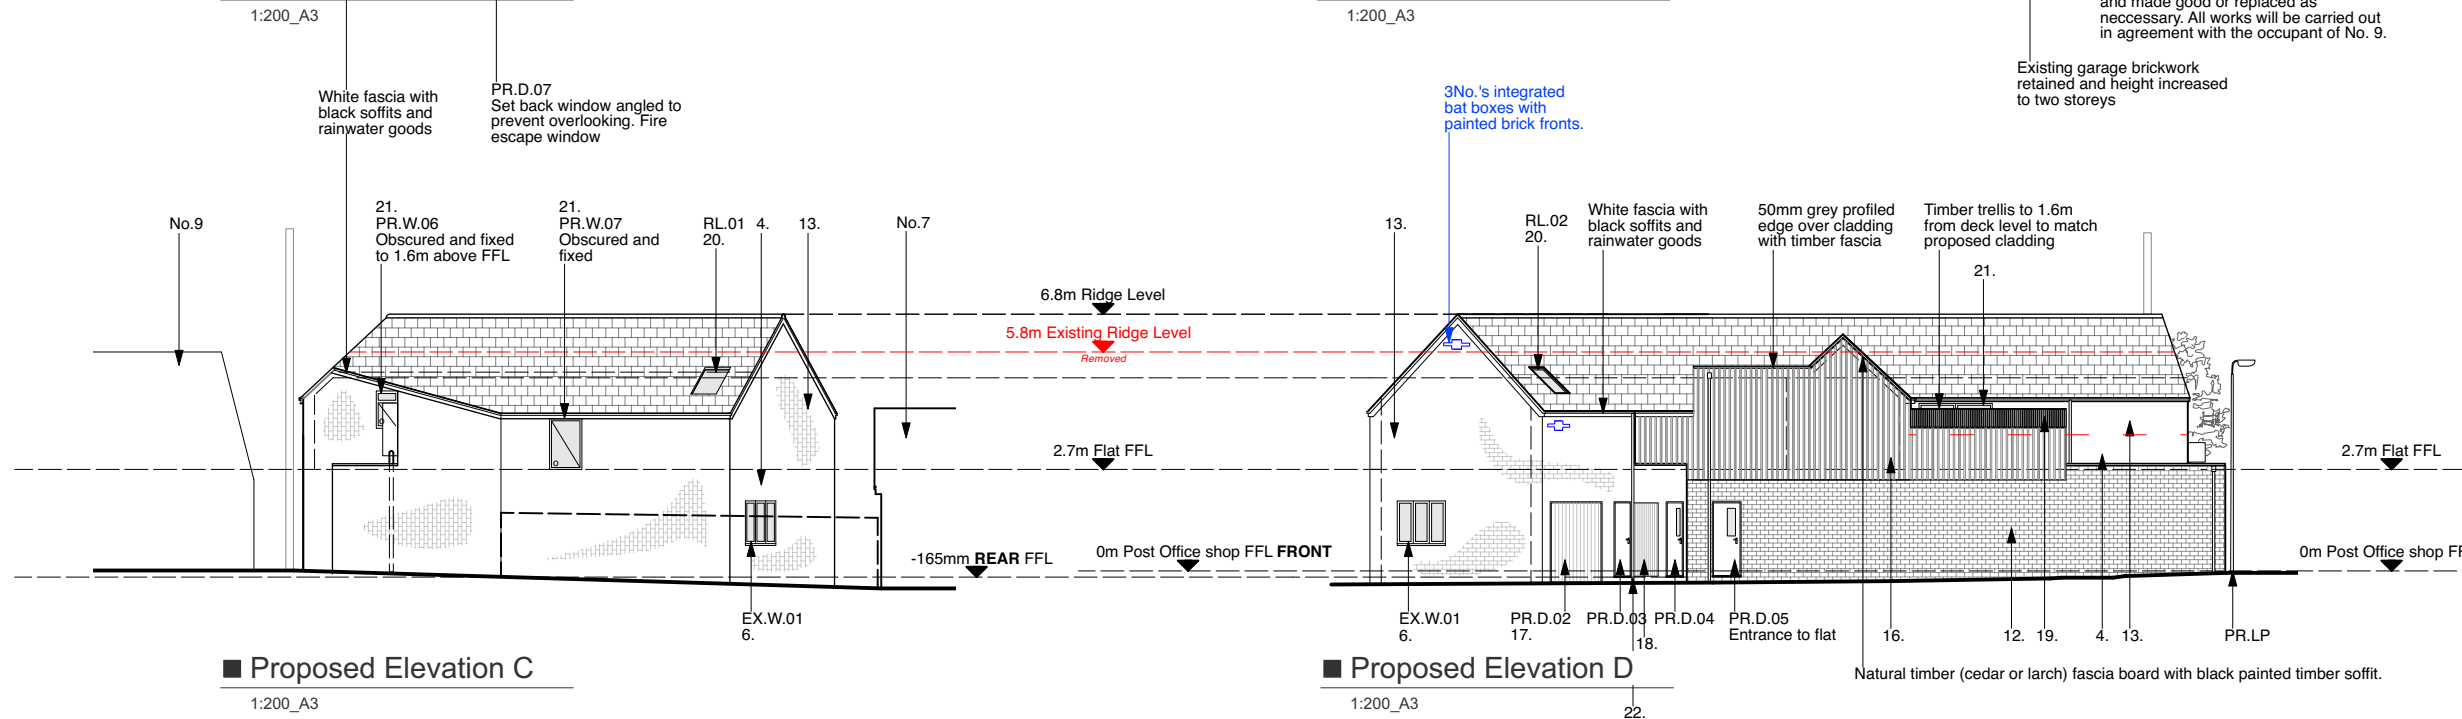 1:200_A3
1:200_A3
and made good or replaced as
neccessary. All works will be carried out
in agreement with the occupant of No. 9.
Existing garage brickwork
retained and height increased
to two storeys
White fascia with
black soffits and
rainwater goods
PR.D.07
Set back window angled to
prevent overlooking. Fire
escape window
3No.'s integrated
bat boxes with
painted brick fronts.
No.9
21.
PR.W.06
Obscured and fixed
to 1.6m above FFL
21.
PR.W.07
Obscured and
fixed
RL.01
20.
4.
13.
No.7
13.
RL.02
20.
White fascia with
black soffits and
rainwater goods
50mm grey profiled
edge over cladding
with timber fascia
Timber trellis to 1.6m
from deck level to match
proposed cladding
21.
6.8m Ridge Level
5.8m Existing Ridge Level
Removed
2.7m Flat FFL
2.7m Flat FFL
-165mm REAR FFL
0m Post Office shop FFL FRONT
0m Post Office shop FF
EX.W.01
6.
EX.W.01
6.
PR.D.02
17.
PR.D.03
18.
PR.D.04
PR.D.05
Entrance to flat
16.
12.
19.
4.
13.
PR.LP
Natural timber (cedar or larch) fascia board with black painted timber soffit.
Proposed Elevation C
1:200_A3
Proposed Elevation D
1:200_A3
22.